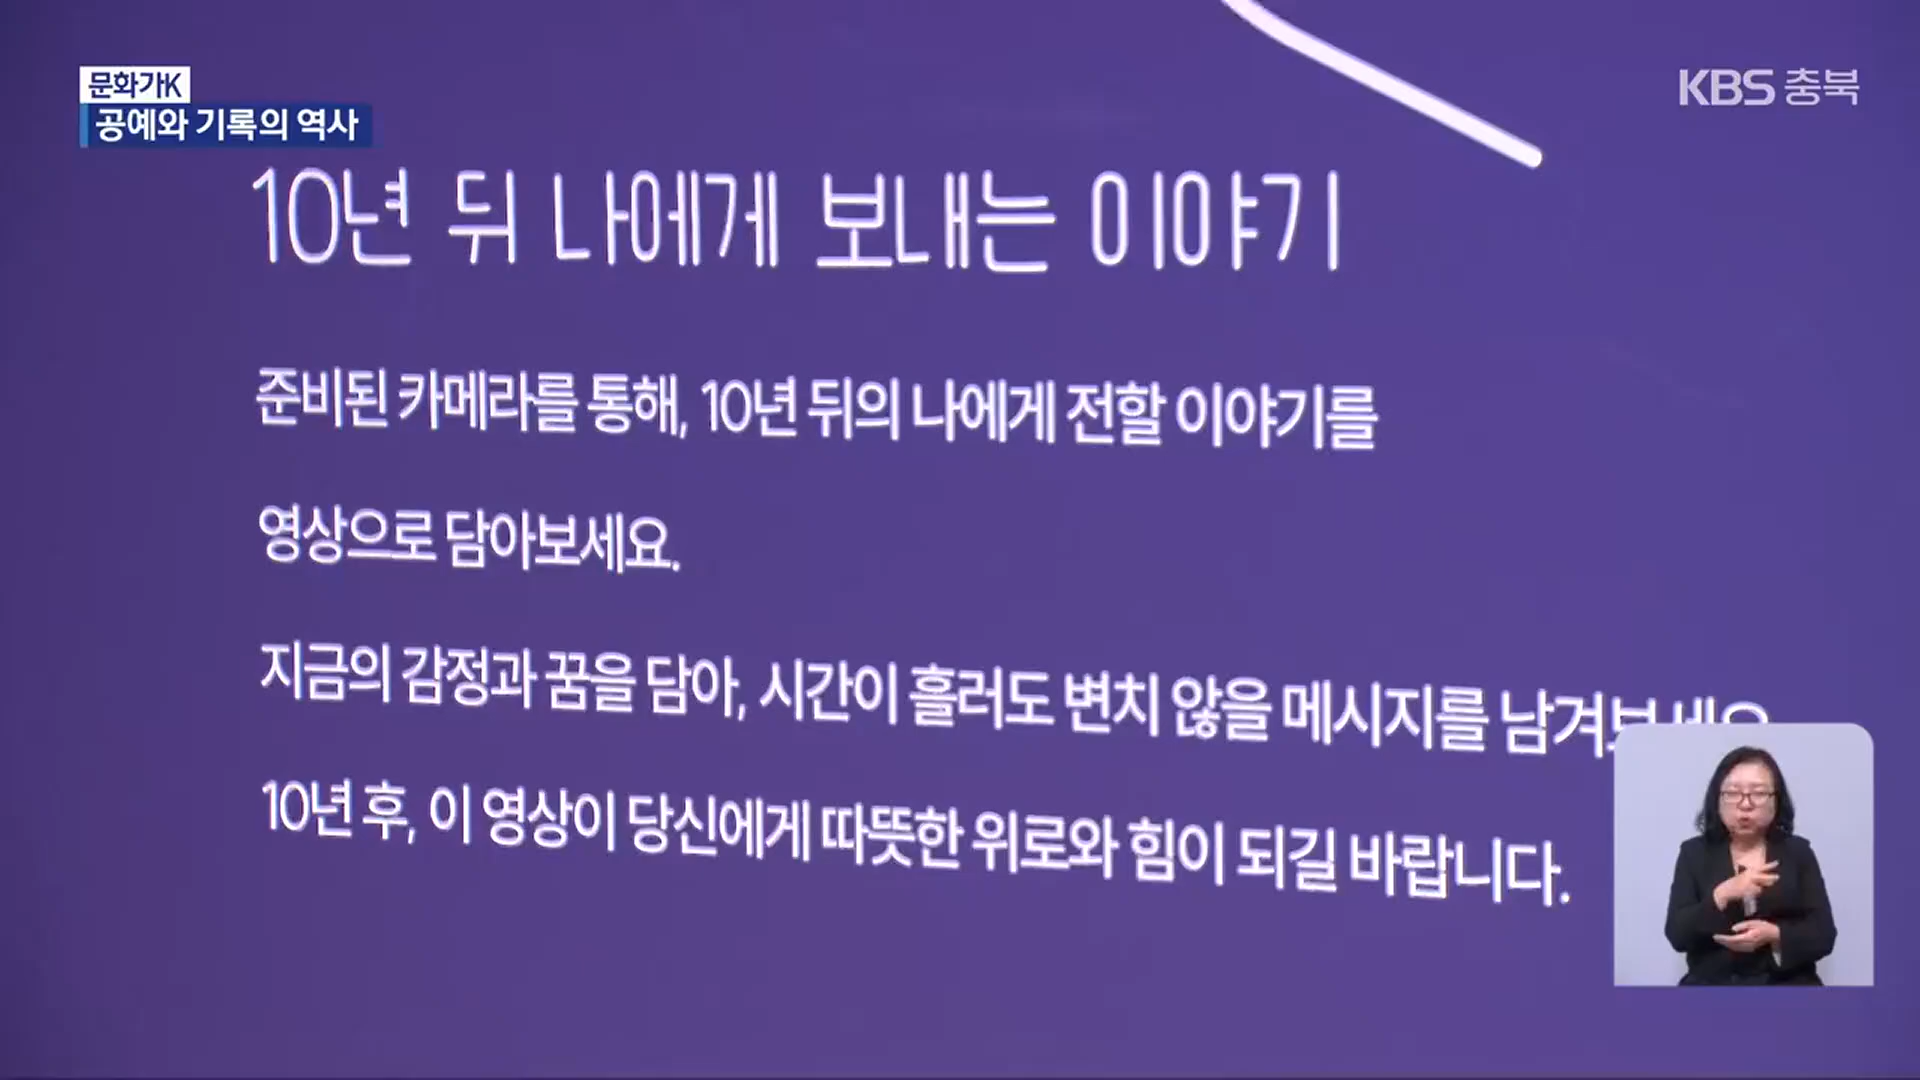 문화가K
공예와 기록의 역사
KBS 충북
10년 뒤 나에게 보내는 이야기
준비된 카메라를 통해, 10년 뒤의 나에게 전할 이야기를
영상으로 담아보세요.
지금의 감정과 꿈을 담아, 시간이 흘러도 변치 않을 메시지를
10년 후, 이 영상이 당신에게 따뜻한 위로와 힘이 되길 바랍니다.